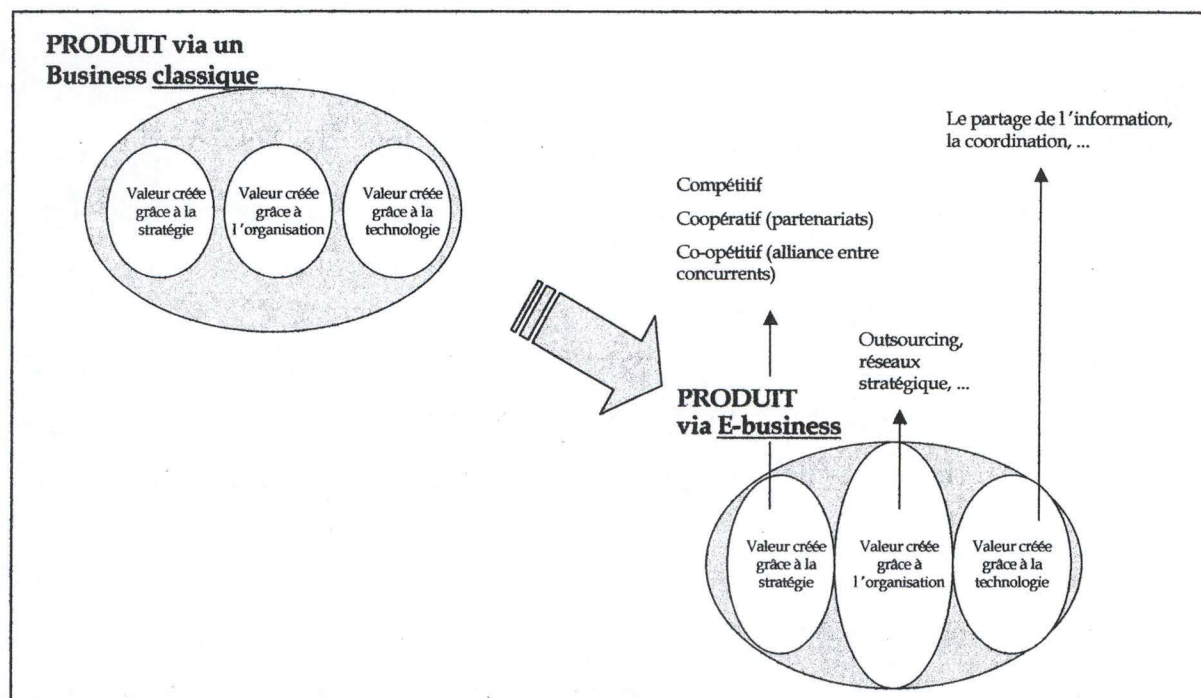 PRODUIT via un
Business classique
Valeur créée
grâce à la
stratégie
Valeur créée
grâce à
l'organisation
Valeur créée
grâce à la
technologie
Le partage de l'information,
la coordination, ...
Compétitif
Coopératif (partenariats)
Co-opétitif (alliance entre
concurrents)
Outsourcing,
réseaux
stratégique, ...
PRODUIT
via E-business
Valeur créée
grâce à la
stratégie
Valeur créée
grâce à
l'organisation
Valeur créée
grâce à la
technologie